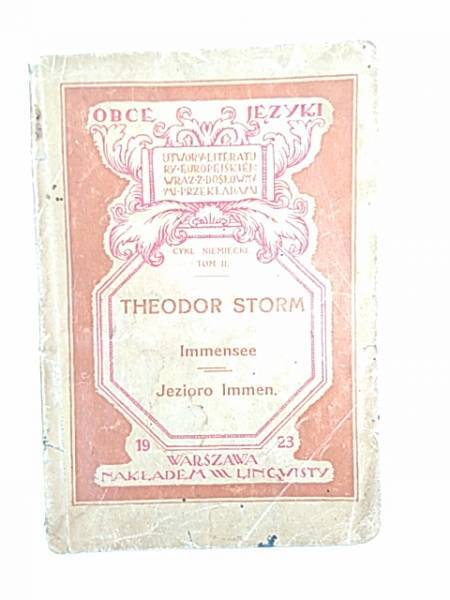 OBCE JĘZYKI
UTWORY·LITERATU
RY·EUROPEJSKIEJ·
WRAZ·Z·DOSŁOWNY
MI·PRZEKŁADAMI
CYKL NIEMIECKI
TOM II.
THEODOR STORM
Immensee
Jezioro Immen.
19 23
WARSZAWA
NAKŁADEM LINGWISTY